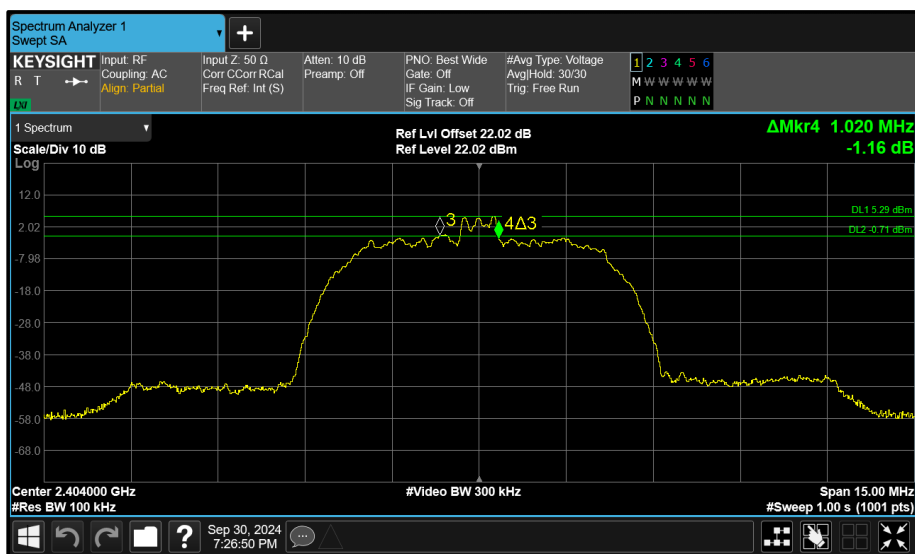 Spectrum Analyzer 1
Swept SA
KEYSIGHT
R T
LXI
Input: RF
Coupling: AC
Align: Partial
Input Z: 50 Ω
Corr CCorr RCal
Freq Ref: Int (S)
Atten: 10 dB
Preamp: Off
PNO: Best Wide
Gate: Off
IF Gain: Low
Sig Track: Off
#Avg Type: Voltage
Avg|Hold: 30/30
Trig: Free Run
1 2 3 4 5 6
M W W W W W
P N N N N N
1 Spectrum
Scale/Div 10 dB
Log
Ref Lvl Offset 22.02 dB
Ref Level 22.02 dBm
ΔMkr4 1.020 MHz
-1.16 dB
12.0
2.02
-7.98
-18.0
-28.0
-38.0
-48.0
-58.0
-68.0
3
4Δ3
DL1 5.29 dBm
DL2 -0.71 dBm
Center 2.404000 GHz
#Res BW 100 kHz
#Video BW 300 kHz
Span 15.00 MHz
#Sweep 1.00 s (1001 pts)
?
Sep 30, 2024
7:26:50 PM